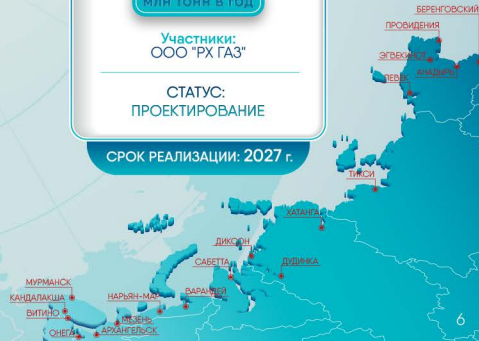 МЛН ТОНН В ГОД
Участники:
ООО "РХ ГАЗ"
СТАТУС:
ПРОЕКТИРОВАНИЕ
СРОК РЕАЛИЗАЦИИ: 2027 г.
БЕРЕНГОВСКИЙ
ПРОВИДЕНИЯ
ЭГВЕКИНОТ
АНАДЫРЬ
ПЕВЕК
ТИКСИ
ХАТАНГА
ДИКСОН
САБЕТТА
ДУДИНКА
МУРМАНСК
КАНДАЛАКША
НАРЬЯН-МАР
ВАРАНДЕЙ
ВИТИНО
МЕЗЕНЬ
ОНЕГА
АРХАНГЕЛЬСК
6